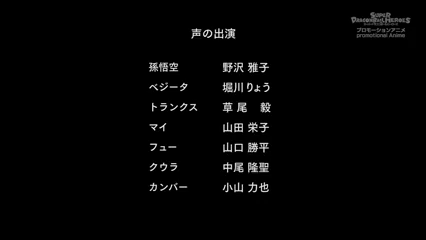 SUPER
DRAGONBALL HEROES
プロモーションアニメ
promotional Anime
声の出演
孫悟空 野沢 雅子
ベジータ 堀川りょう
トランクス 草尾 毅
マイ 山田 栄子
フュー 山口 勝平
クウラ 中尾 隆聖
カンバー 小山 力也